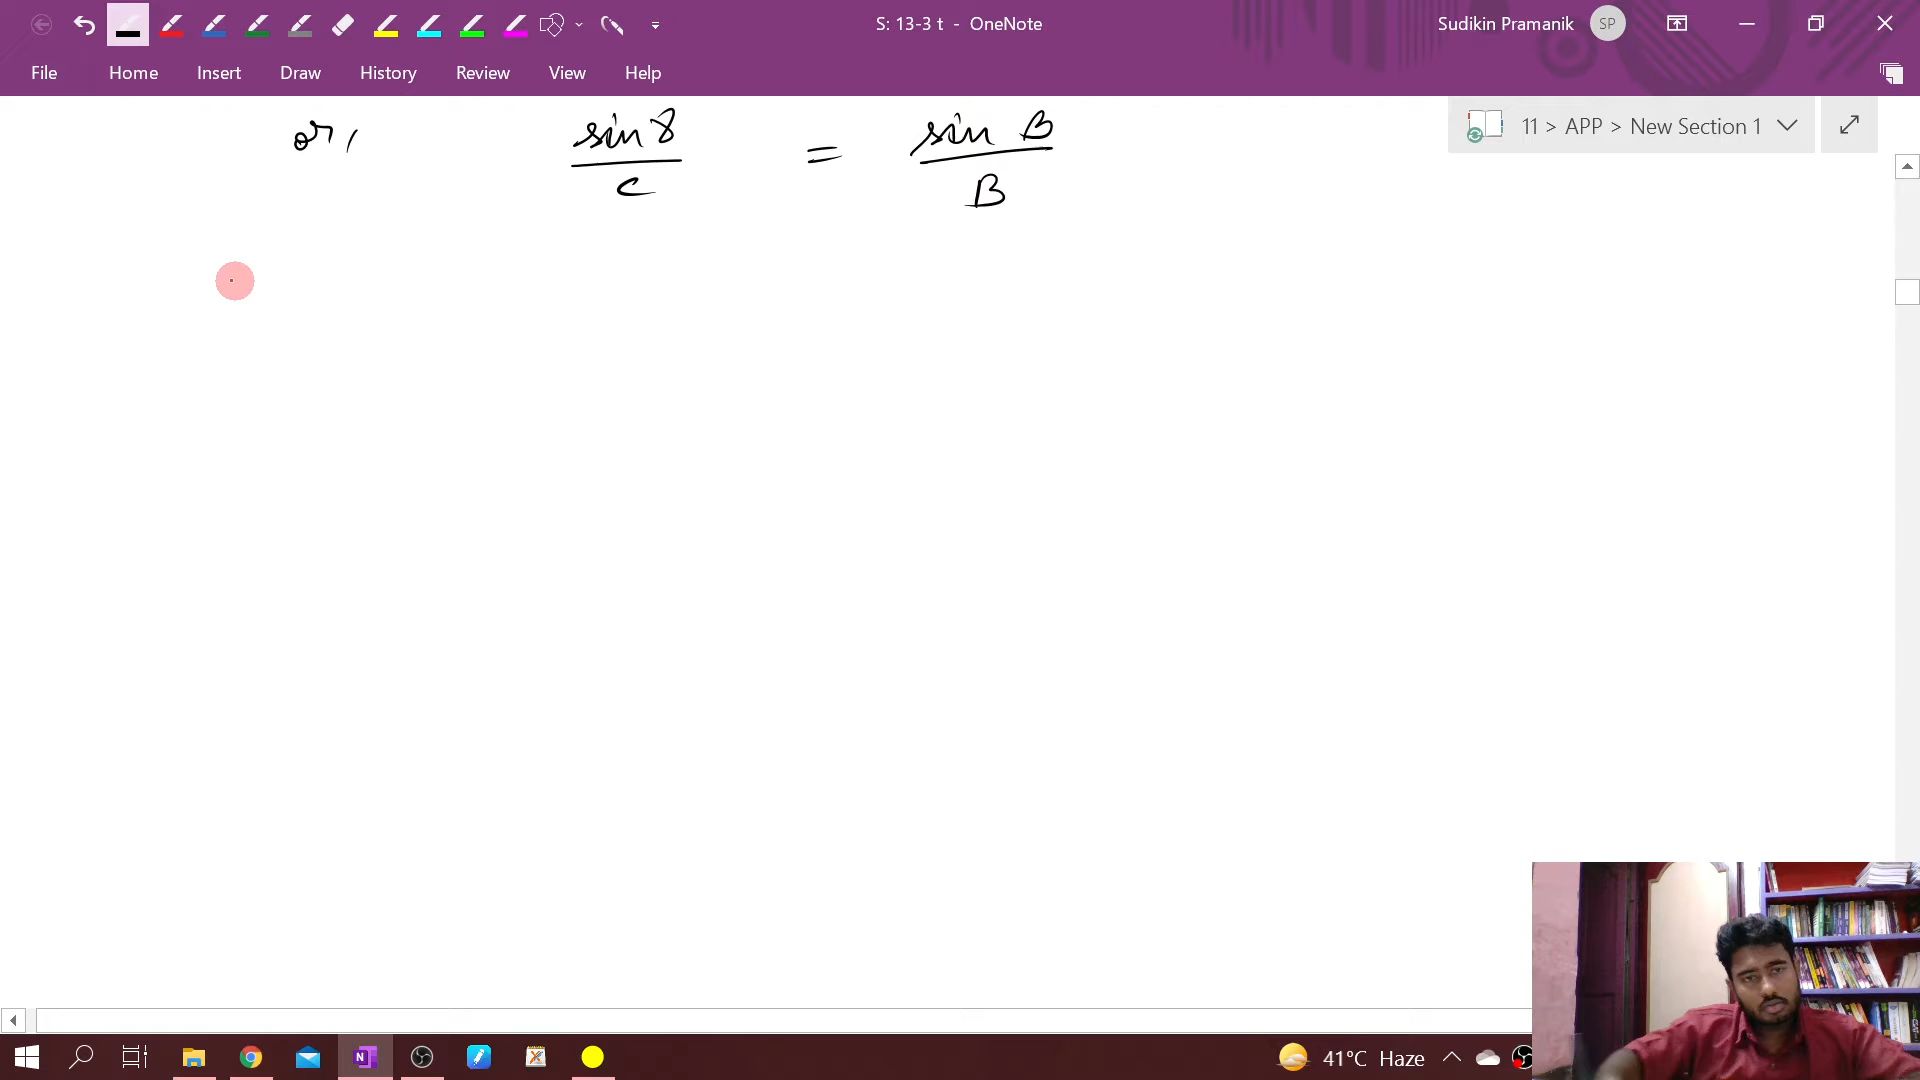 S: 13-3 t - OneNote
Sudikin Pramanik SP
File Home Insert Draw History Review View Help
11 > APP > New Section 1
or, sin γ / C = sin β / B
41°C Haze